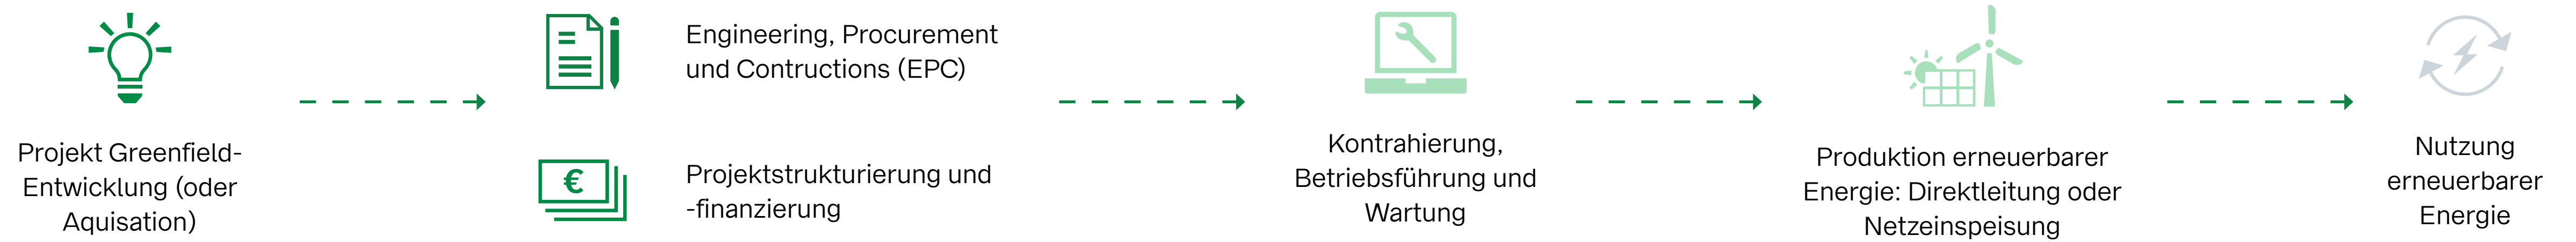 Projekt Greenfield-
Entwicklung (oder
Aquisation)
Engineering, Procurement
und Contructions (EPC)
€
Projektstrukturierung und
-finanzierung
Kontrahierung,
Betriebsführung und
Wartung
Produktion erneuerbarer
Energie: Direktleitung oder
Netzeinspeisung
Nutzung
erneuerbarer
Energie